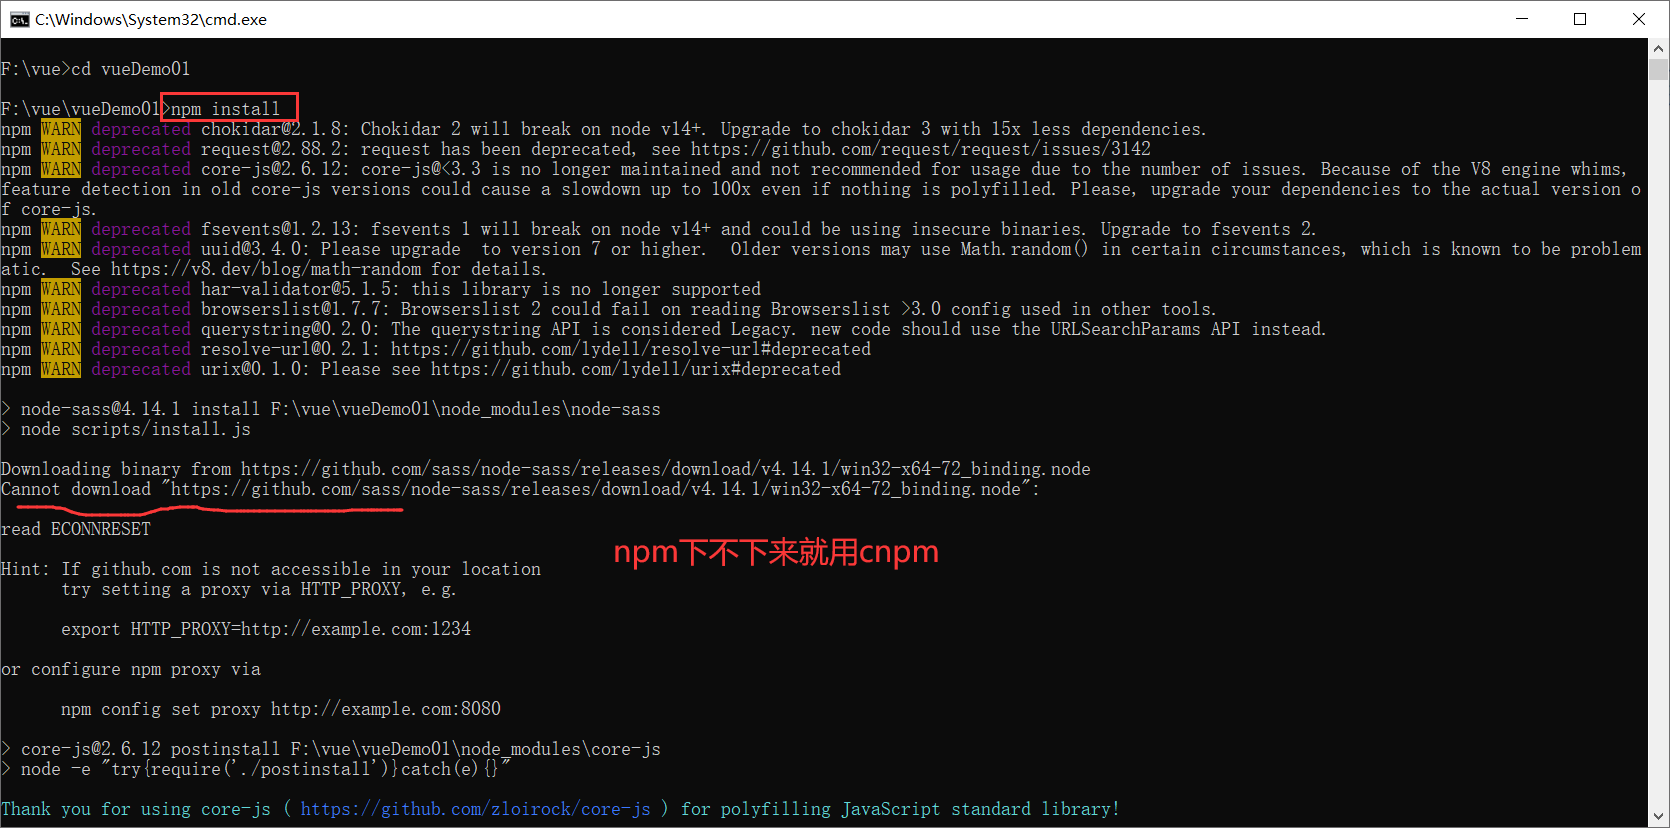 C:\Windows\System32\cmd.exe
F:\vue>cd vueDemo01
F:\vue\vueDemo01>npm install
npm WARN deprecated chokidar@2.1.8: Chokidar 2 will break on node v14+. Upgrade to chokidar 3 with 15x less dependencies.
npm WARN deprecated request@2.88.2: request has been deprecated, see https://github.com/request/request/issues/3142
npm WARN deprecated core-js@2.6.12: core-js@<3.3 is no longer maintained and not recommended for usage due to the number of issues. Because of the V8 engine whims,
feature detection in old core-js versions could cause a slowdown up to 100x even if nothing is polyfilled. Please, upgrade your dependencies to the actual version o
f core-js.
npm WARN deprecated fsevents@1.2.13: fsevents 1 will break on node v14+ and could be using insecure binaries. Upgrade to fsevents 2.
npm WARN deprecated uuid@3.4.0: Please upgrade  to version 7 or higher.  Older versions may use Math.random() in certain circumstances, which is known to be problem
atic.  See https://v8.dev/blog/math-random for details.
npm WARN deprecated har-validator@5.1.5: this library is no longer supported
npm WARN deprecated browserslist@1.7.7: Browserslist 2 could fail on reading Browserslist >3.0 config used in other tools.
npm WARN deprecated querystring@0.2.0: The querystring API is considered Legacy. new code should use the URLSearchParams API instead.
npm WARN deprecated resolve-url@0.2.1: https://github.com/lydell/resolve-url#deprecated
npm WARN deprecated urix@0.1.0: Please see https://github.com/lydell/urix#deprecated
> node-sass@4.14.1 install F:\vue\vueDemo01\node_modules\node-sass
> node scripts/install.js
Downloading binary from https://github.com/sass/node-sass/releases/download/v4.14.1/win32-x64-72_binding.node
Cannot download "https://github.com/sass/node-sass/releases/download/v4.14.1/win32-x64-72_binding.node":
read ECONNRESET
npm下不下来就用cnpm
Hint: If github.com is not accessible in your location
      try setting a proxy via HTTP_PROXY, e.g.
      export HTTP_PROXY=http://example.com:1234
or configure npm proxy via
      npm config set proxy http://example.com:8080
> core-js@2.6.12 postinstall F:\vue\vueDemo01\node_modules\core-js
> node -e "try{require('./postinstall')}catch(e){}"
Thank you for using core-js ( https://github.com/zloirock/core-js ) for polyfilling JavaScript standard library!